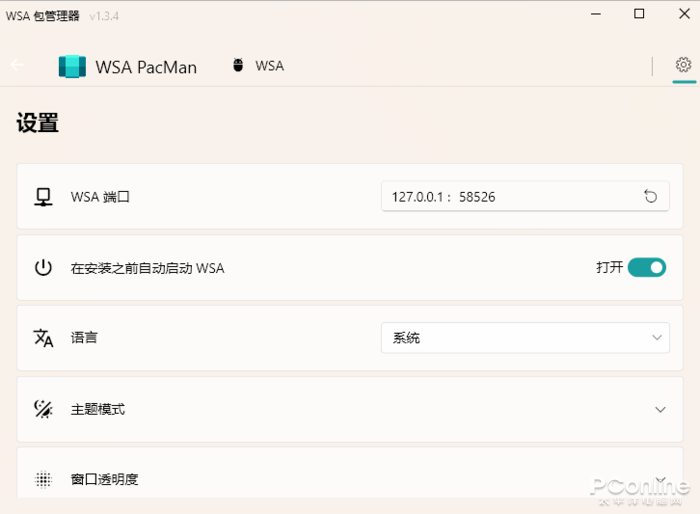 WSA 包管理器 v1.3.4
WSA PacMan WSA
设置
WSA 端口 127.0.0.1 : 58526
在安装之前自动启动 WSA 打开
语言 系统
主题模式
窗口透明度
PConline
太平洋电脑网